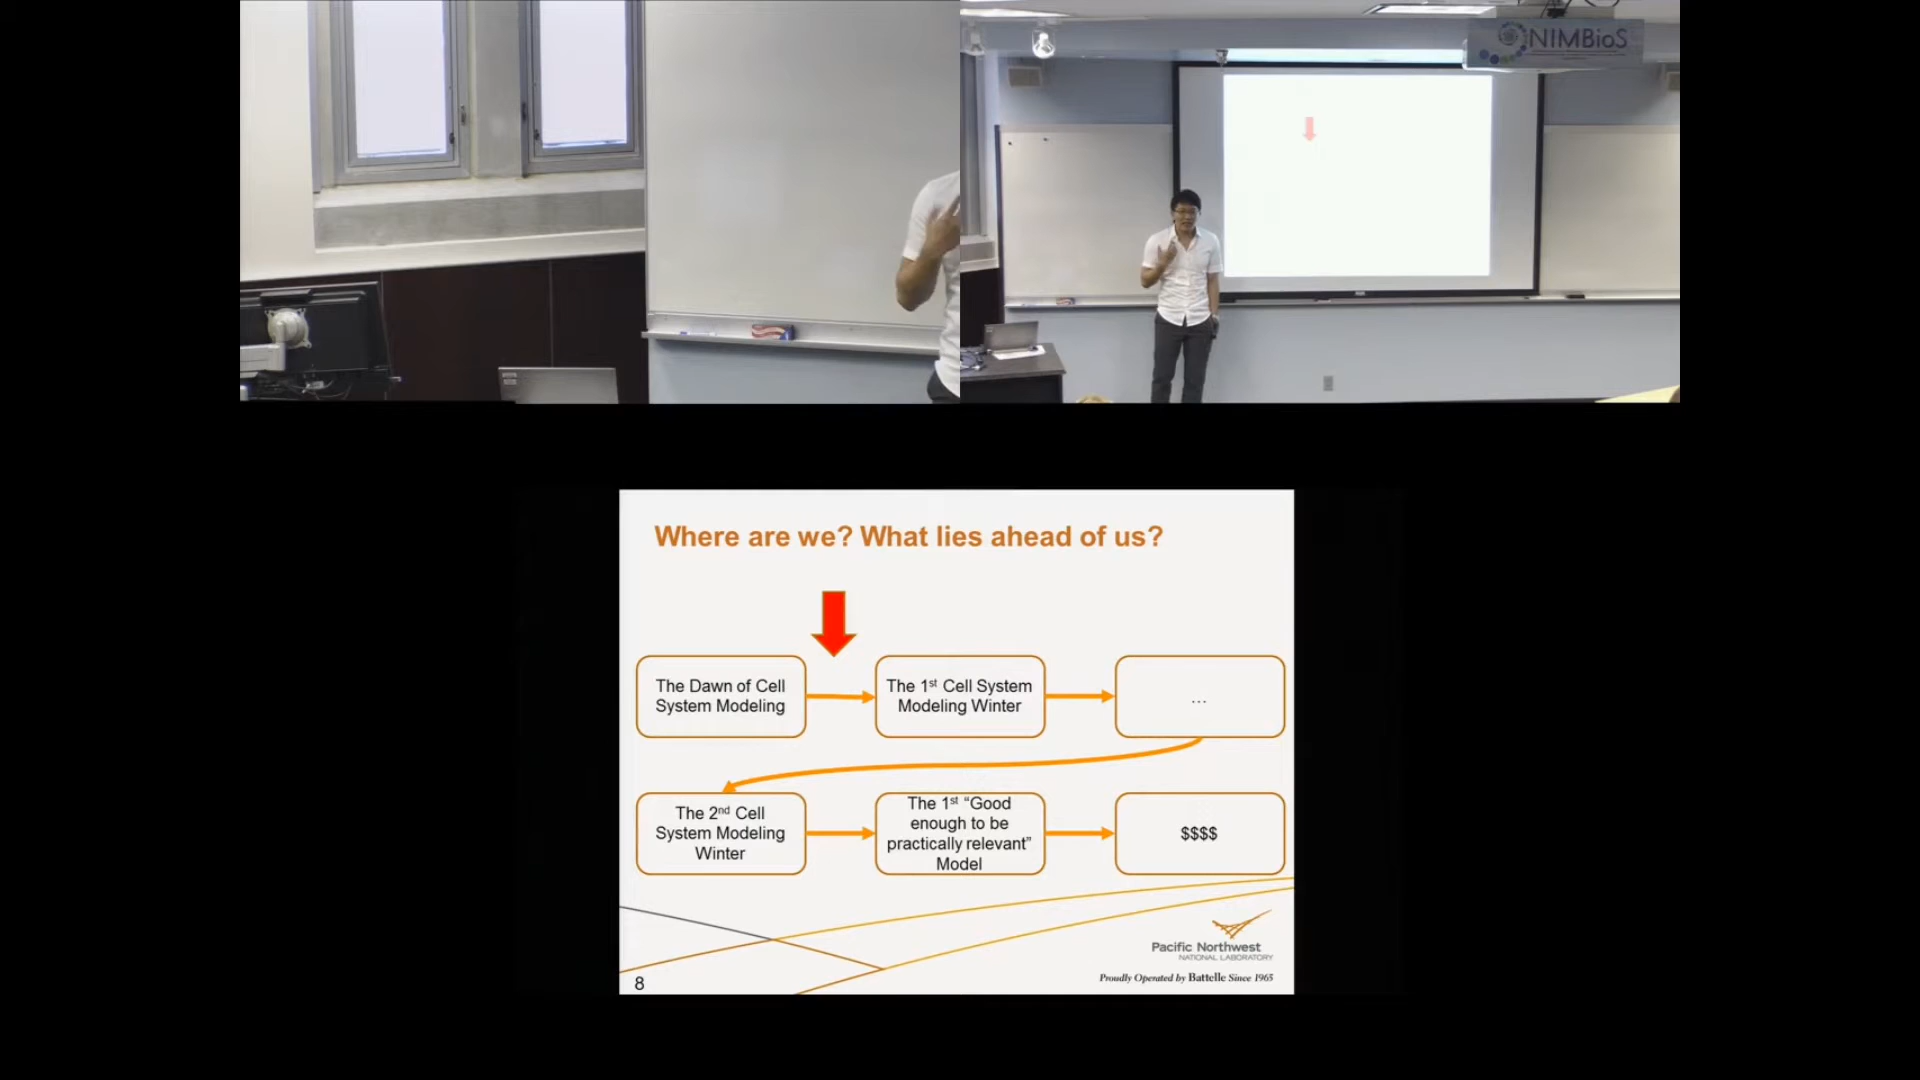 NIMBioS
Where are we? What lies ahead of us?
The Dawn of Cell
System Modeling
The 1st Cell System
Modeling Winter
...
The 2nd Cell
System Modeling
Winter
The 1st “Good
enough to be
practically relevant”
Model
$$$$
Pacific Northwest
NATIONAL LABORATORY
Proudly Operated by Battelle Since 1965
8